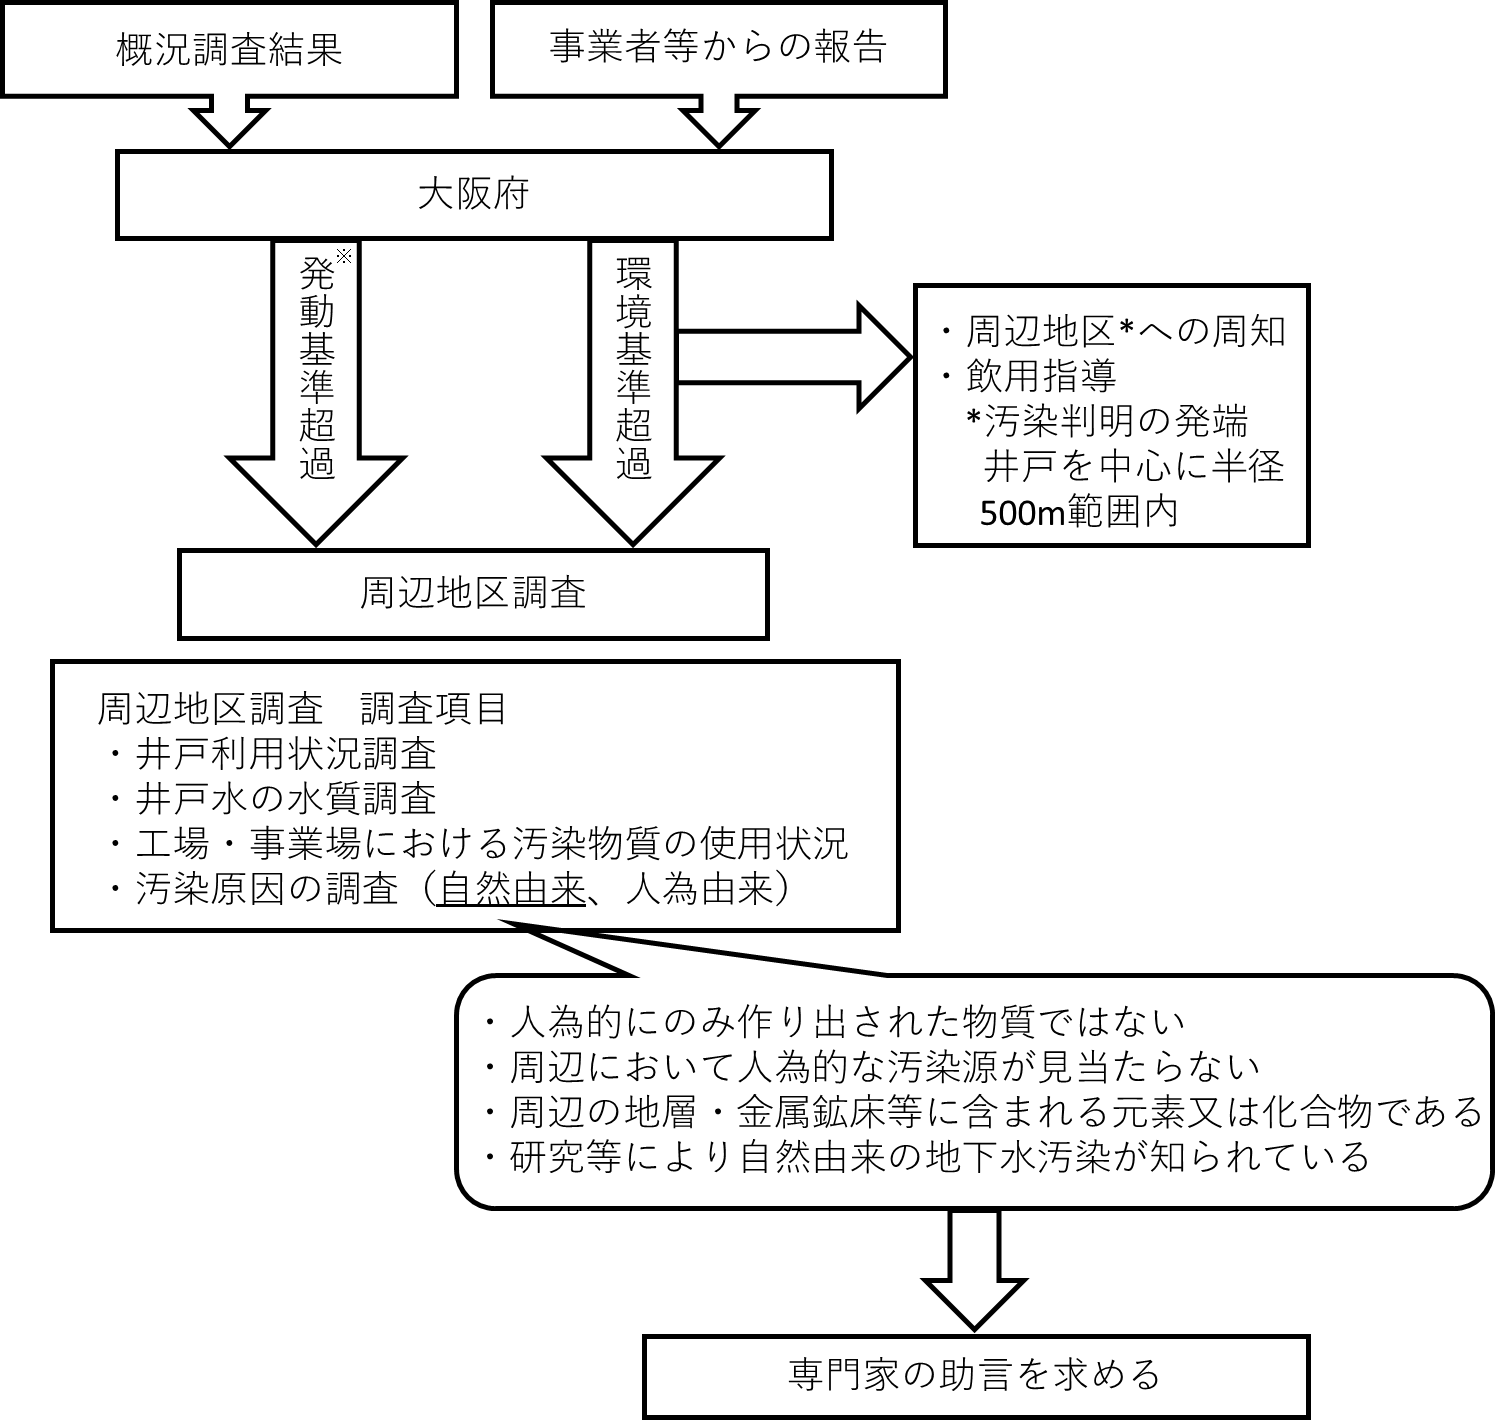 概況調査結果
事業者等からの報告
大阪府
発動基準超過※
環境基準超過
・周辺地区*への周知
・飲用指導
*汚染判明の発端
井戸を中心に半径
500m範囲内
周辺地区調査
周辺地区調査　調査項目
・井戸利用状況調査
・井戸水の水質調査
・工場・事業場における汚染物質の使用状況
・汚染原因の調査（自然由来、人為由来）
・人為的にのみ作り出された物質ではない
・周辺において人為的な汚染源が見当たらない
・周辺の地層・金属鉱床等に含まれる元素又は化合物である
・研究等により自然由来の地下水汚染が知られている
専門家の助言を求める